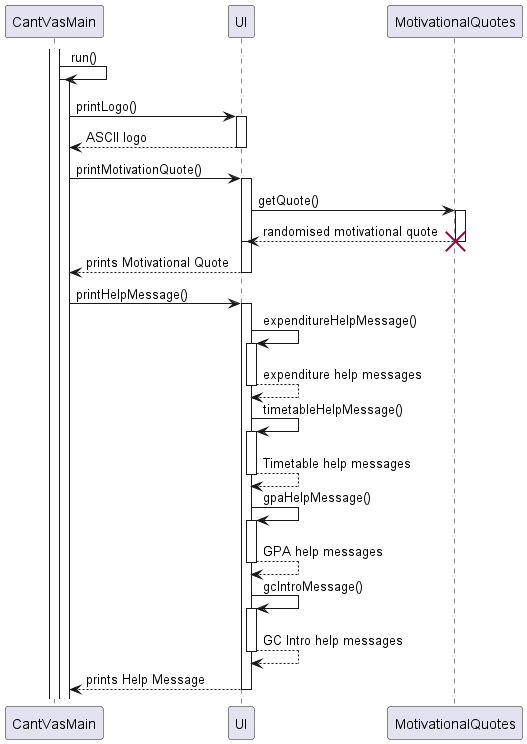 CantVasMain
UI
MotivationalQuotes
run()
printLogo()
ASCII logo
printMotivationQuote()
getQuote()
randomised motivational quote
prints Motivational Quote
printHelpMessage()
expenditureHelpMessage()
expenditure help messages
timetableHelpMessage()
Timetable help messages
gpaHelpMessage()
GPA help messages
gcIntroMessage()
GC Intro help messages
prints Help Message
CantVasMain
UI
MotivationalQuotes